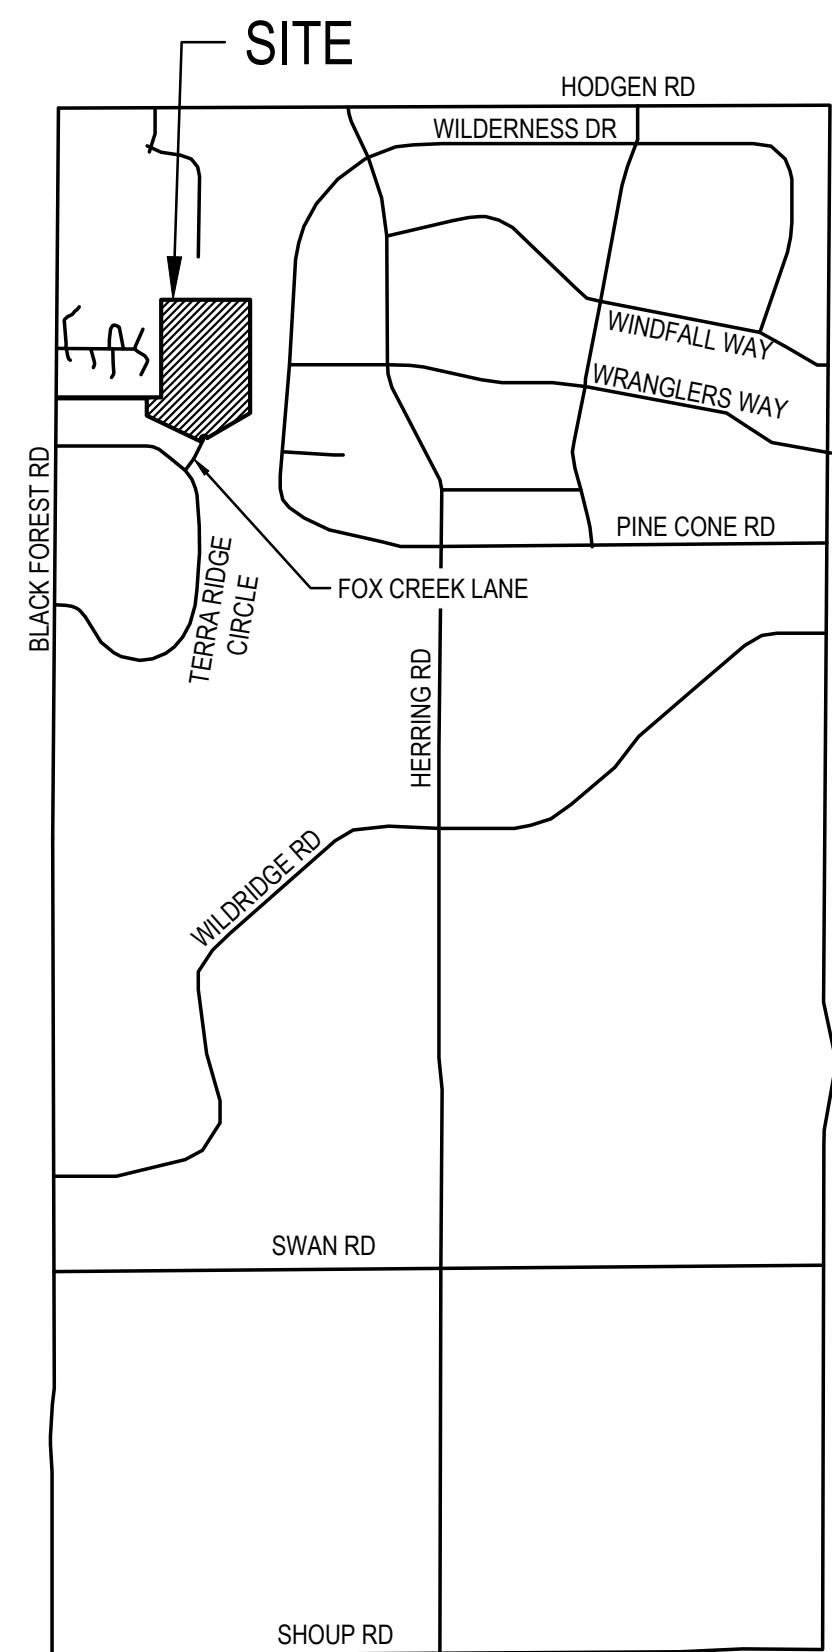 SITE
HODGEN RD
WILDERNESS DR
WINDFALL WAY
WRANGLERS WAY
PINE CONE RD
BLACK FOREST RD
TERRA RIDGE
CIRCLE
FOX CREEK LANE
HERRING RD
WILDRIDGE RD
SWAN RD
SHOUP RD